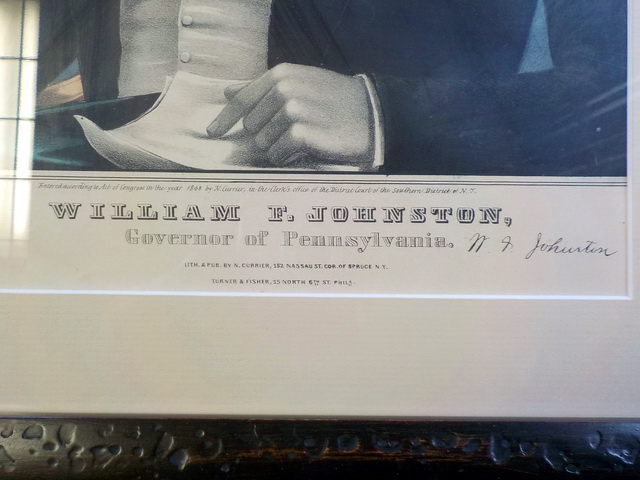 Entered according to Act of Congress in the year 1848 by N. Currier, in the Clerk's office of the District Court of the Southern District of N.Y.
WILLIAM F. JOHNSTON,
Governor of Pennsylvania. W F Johnston
LITH. & PUB. BY N. CURRIER, 152 NASSAU ST. COR. OF SPRUCE N.Y.
TURNER & FISHER, 15 NORTH 6TH ST. PHILA.